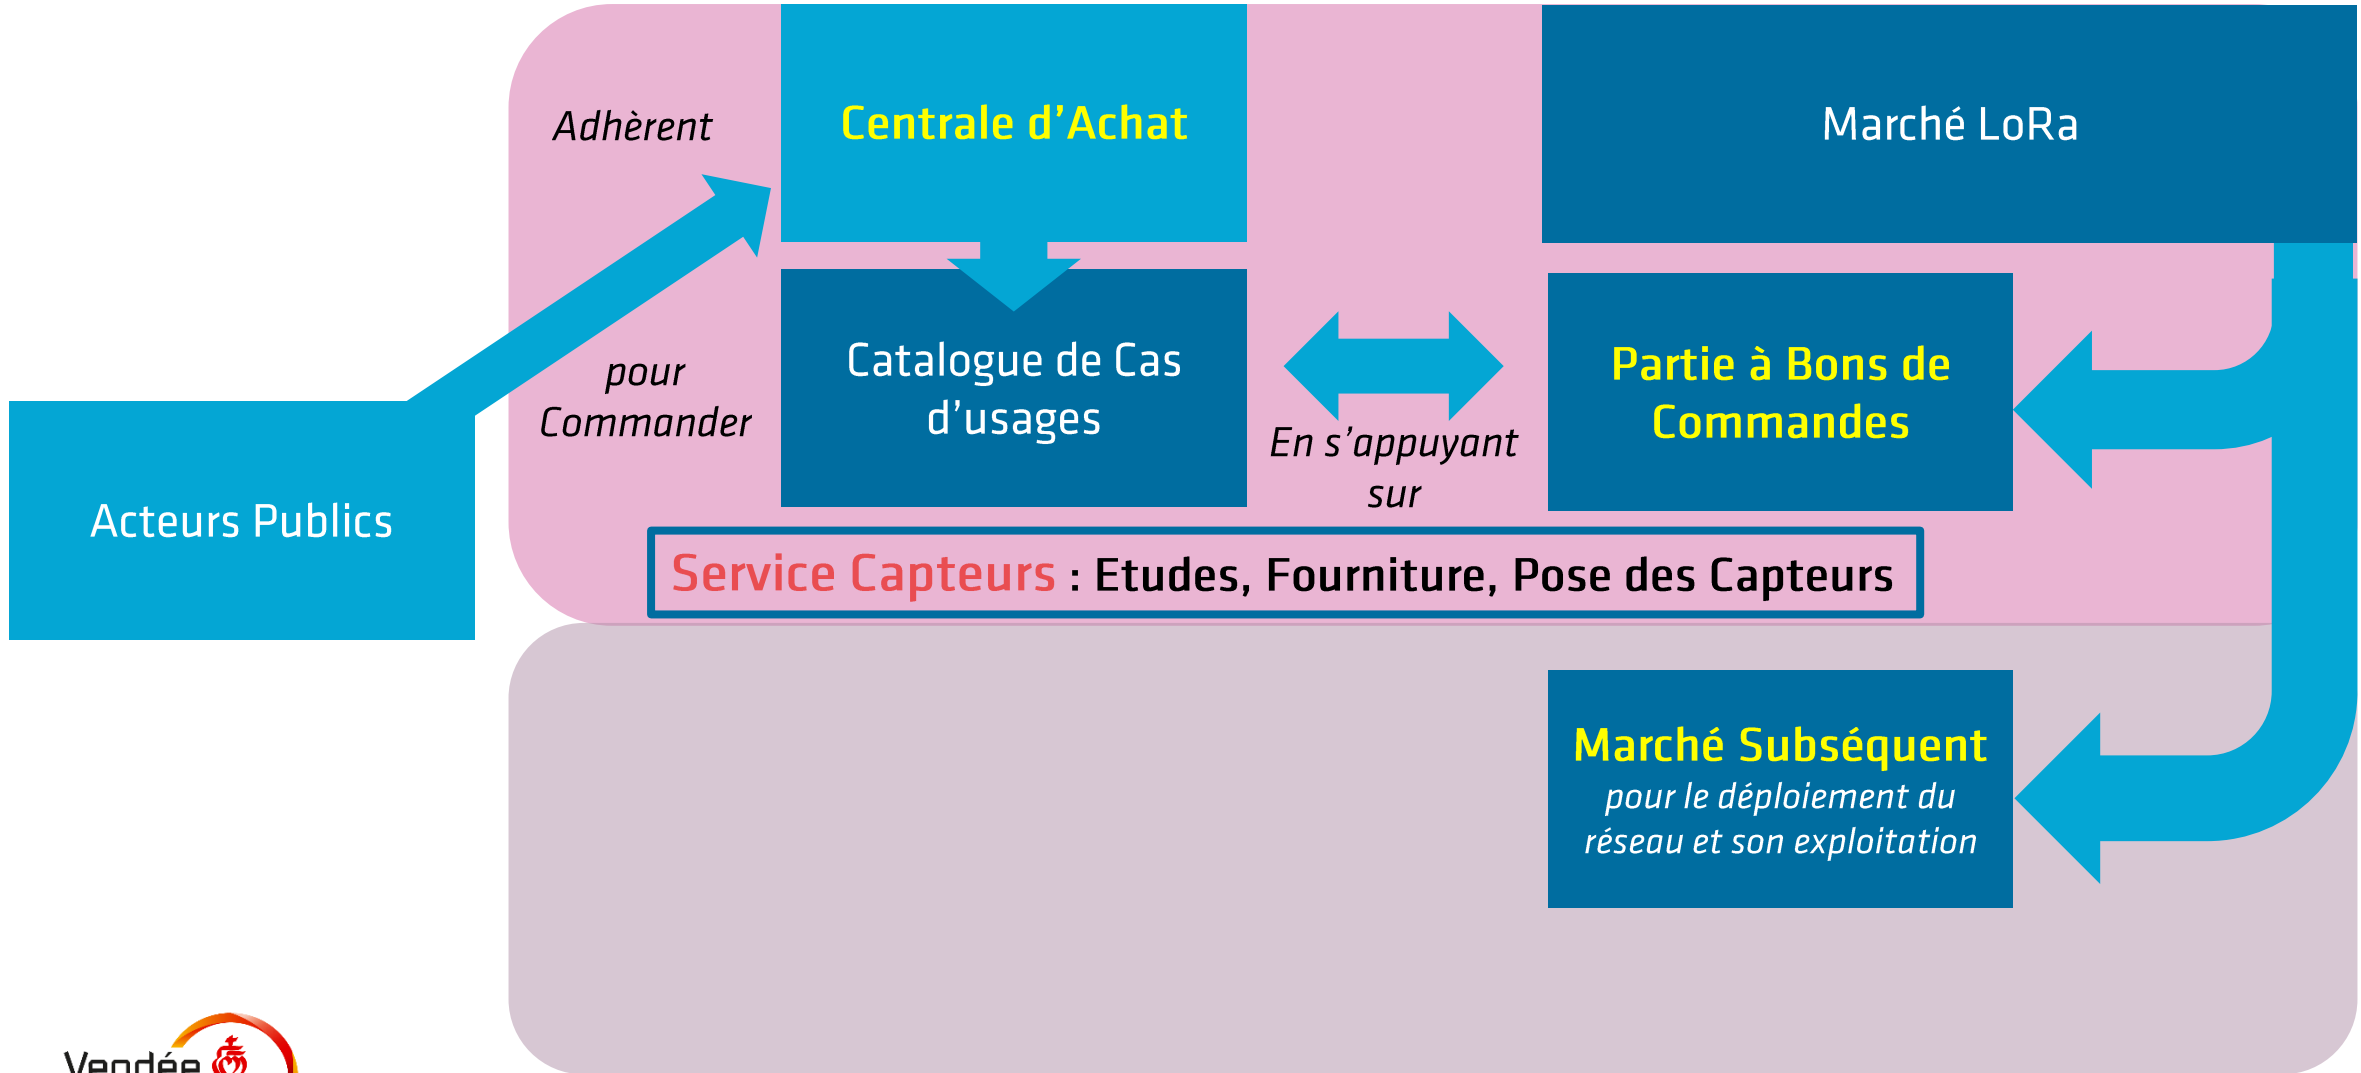 Adhèrent
Centrale d’Achat
Marché LoRa
pour
Commander
Catalogue de Cas
d’usages
En s’appuyant
sur
Partie à Bons de
Commandes
Acteurs Publics
Service Capteurs : Etudes, Fourniture, Pose des Capteurs
Marché Subséquent
pour le déploiement du
réseau et son exploitation
Vendée